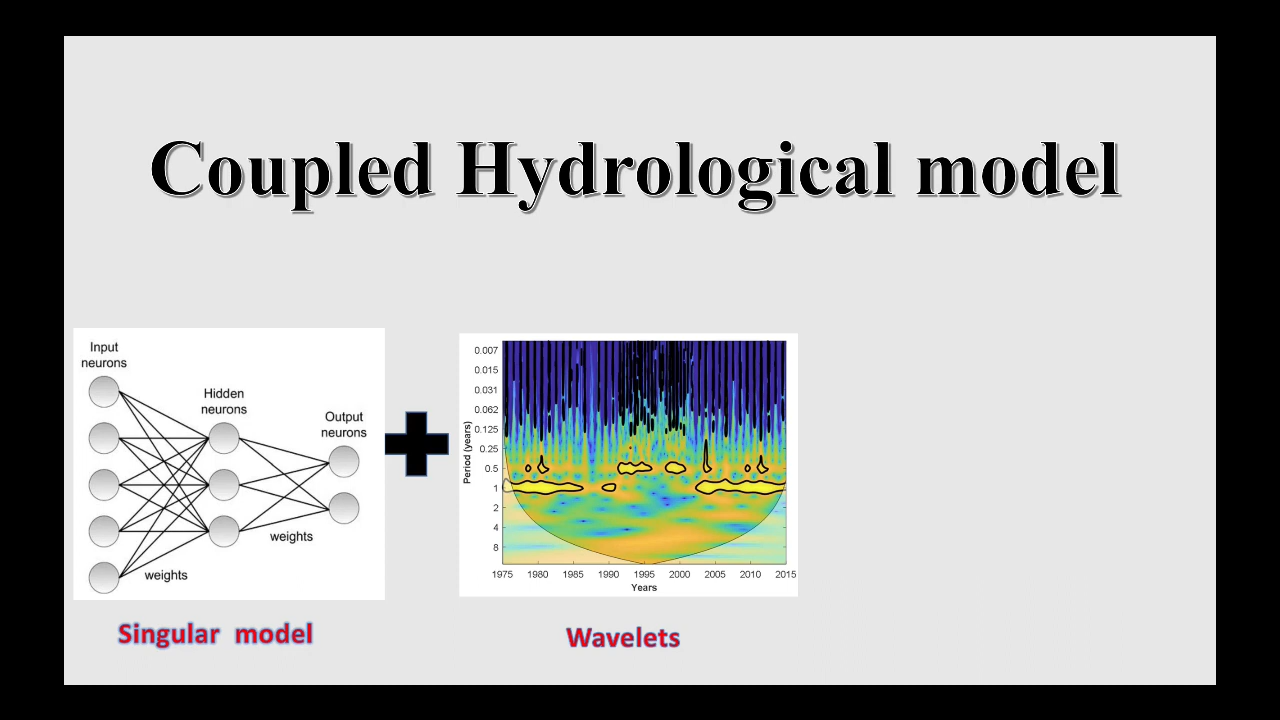 Coupled Hydrological model
Input
neurons
Hidden
neurons
Output
neurons
weights
weights
Singular model
Period (years)
0.007
0.015
0.031
0.062
0.125
0.25
0.5
1
2
4
8
1975 1980 1985 1990 1995 2000 2005 2010 2015
Years
Wavelets